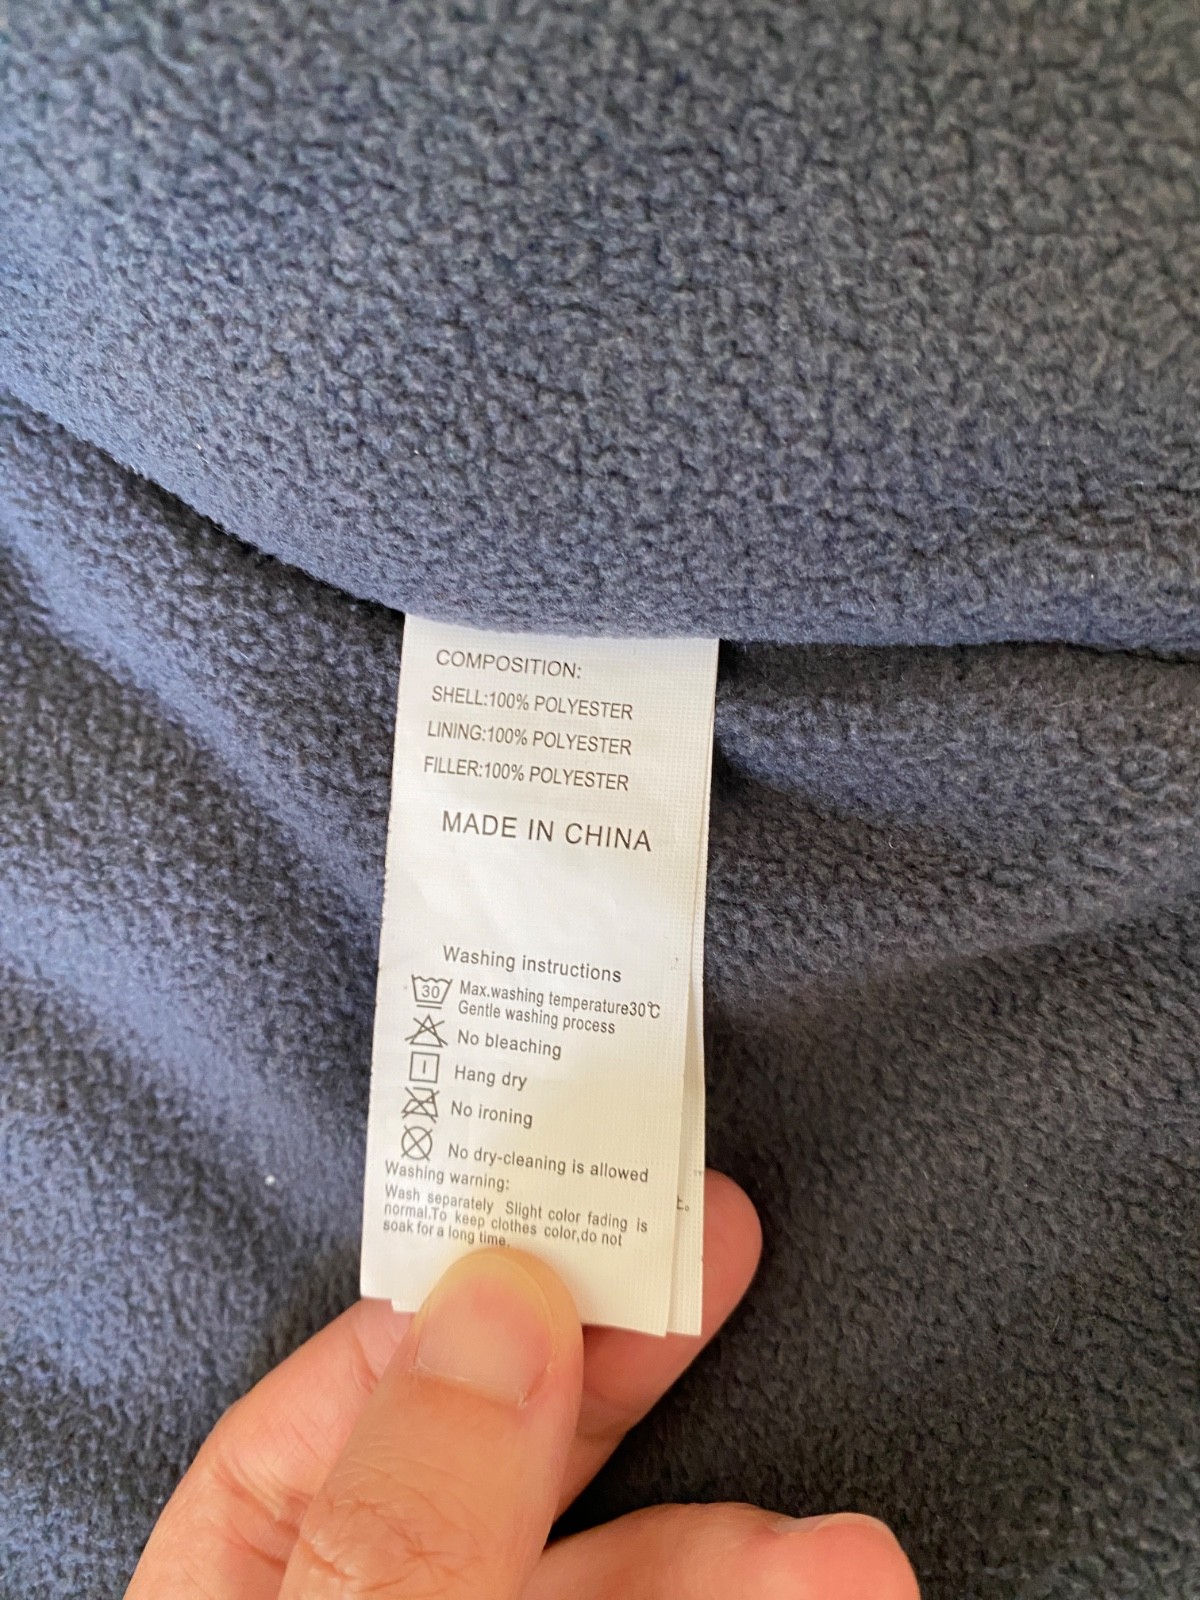 COMPOSITION:
SHELL:100% POLYESTER
LINING:100% POLYESTER
FILLER:100% POLYESTER
MADE IN CHINA
Washing instructions
30 Max.washing temperature30℃
Gentle washing process
No bleaching
Hang dry
No ironing
No dry-cleaning is allowed
Washing warning:
Wash separately Slight color fading is
normal.To keep clothes color,do not
soak for a long time.